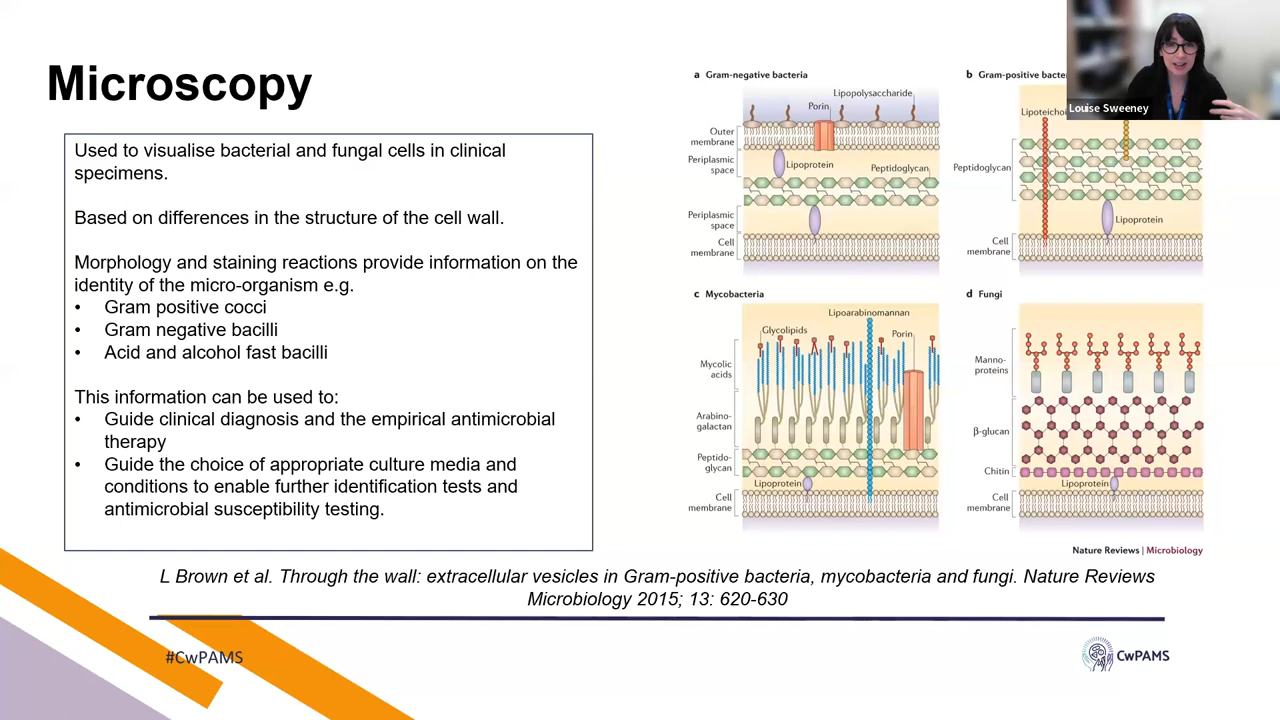 Microscopy
Used to visualise bacterial and fungal cells in clinical
specimens.
Based on differences in the structure of the cell wall.
Morphology and staining reactions provide information on the
identity of the micro-organism e.g.
• Gram positive cocci
• Gram negative bacilli
• Acid and alcohol fast bacilli
This information can be used to:
• Guide clinical diagnosis and the empirical antimicrobial
therapy
• Guide the choice of appropriate culture media and
conditions to enable further identification tests and
antimicrobial susceptibility testing.
a Gram-negative bacteria
Lipopolysaccharide
Porin
Outer
membrane
Periplasmic
space
Lipoprotein
Peptidoglycan
Periplasmic
space
Cell
membrane
b Gram-positive
Louise Sweeney
Peptidoglycan
Lipoprotein
Cell
membrane
c Mycobacteria
Lipoarabinomannan
Glycolipids
Porin
Mycolic
acids
Arabino-
galactan
Peptido-
glycan
Lipoprotein
Cell
membrane
d Fungi
Manno-
proteins
β-glucan
Chitin
Lipoprotein
Cell
membrane
Nature Reviews | Microbiology
L Brown et al. Through the wall: extracellular vesicles in Gram-positive bacteria, mycobacteria and fungi. Nature Reviews
Microbiology 2015; 13: 620-630
#CwPAMS
CwPAMS